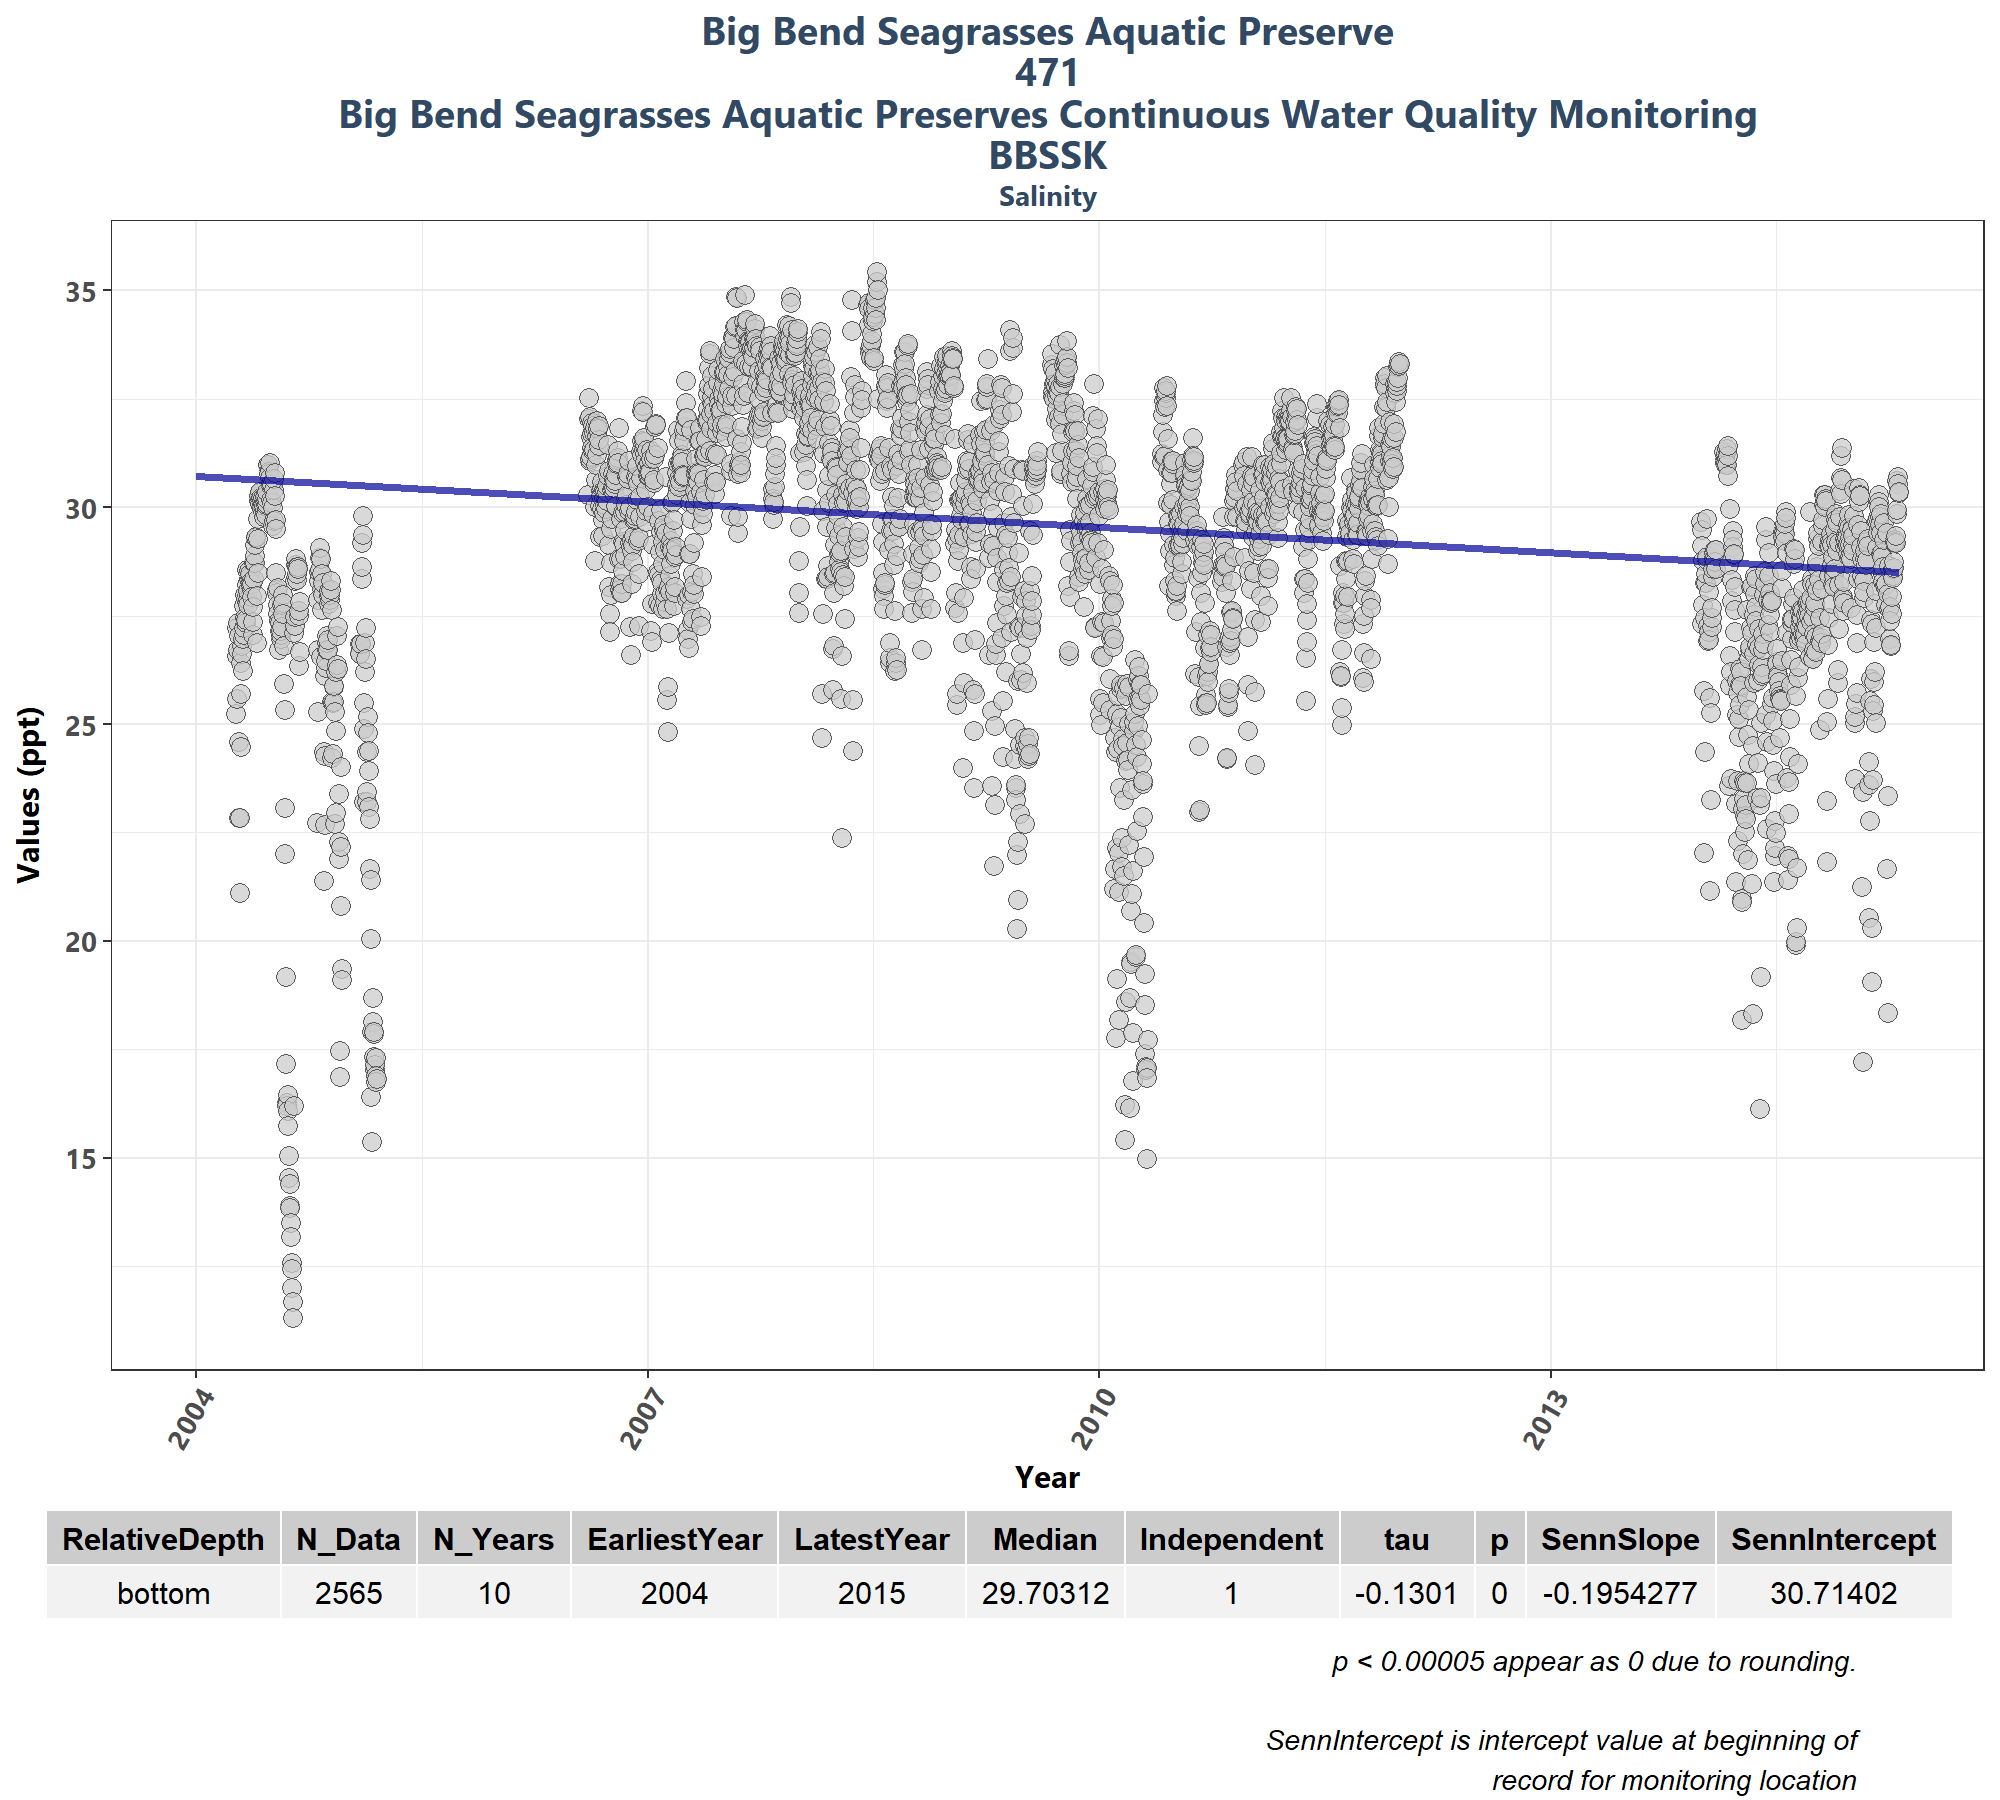 Big Bend Seagrasses Aquatic Preserve
471
Big Bend Seagrasses Aquatic Preserves Continuous Water Quality Monitoring
BBSSK
Salinity
Values (ppt)
35
30
25
20
15
2004 2007 2010 2013
Year
RelativeDepth N_Data N_Years EarliestYear LatestYear Median Independent tau p SennSlope SennIntercept
bottom 2565 10 2004 2015 29.70312 1 -0.1301 0 -0.1954277 30.71402
p < 0.00005 appear as 0 due to rounding.
SennIntercept is intercept value at beginning of
record for monitoring location